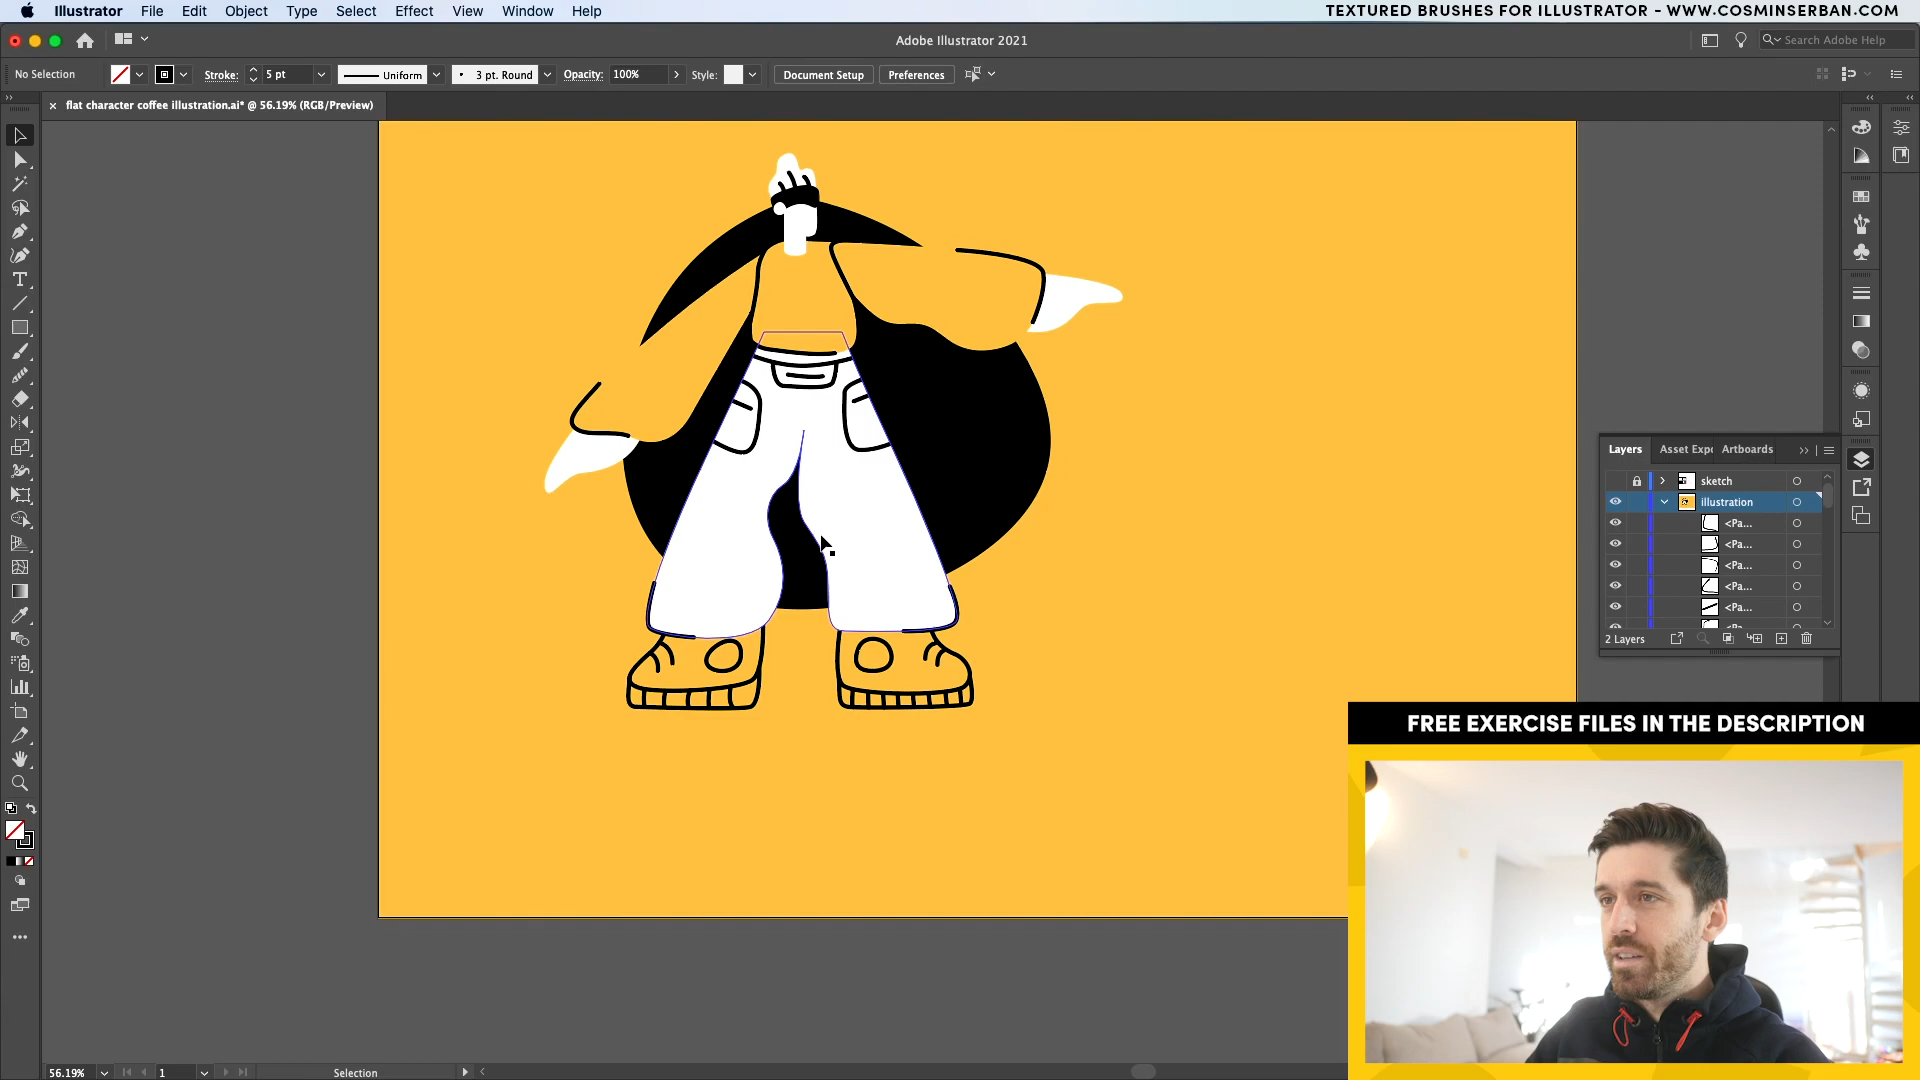 Illustrator File Edit Object Type Select Effect View Window Help
TEXTURED BRUSHES FOR ILLUSTRATOR - WWW.COSMINSERBAN.COM
Adobe Illustrator 2021
Search Adobe Help
No Selection
Stroke: 5 pt
Uniform
3 pt. Round
Opacity: 100%
Style:
Document Setup
Preferences
flat character coffee illustration.ai* @ 56.19% (RGB/Preview)
Layers Asset Expo Artboards
sketch
illustration
<Pa...
<Pa...
<Pa...
<Pa...
<Pa...
2 Layers
FREE EXERCISE FILES IN THE DESCRIPTION
56.19% 1 Selection